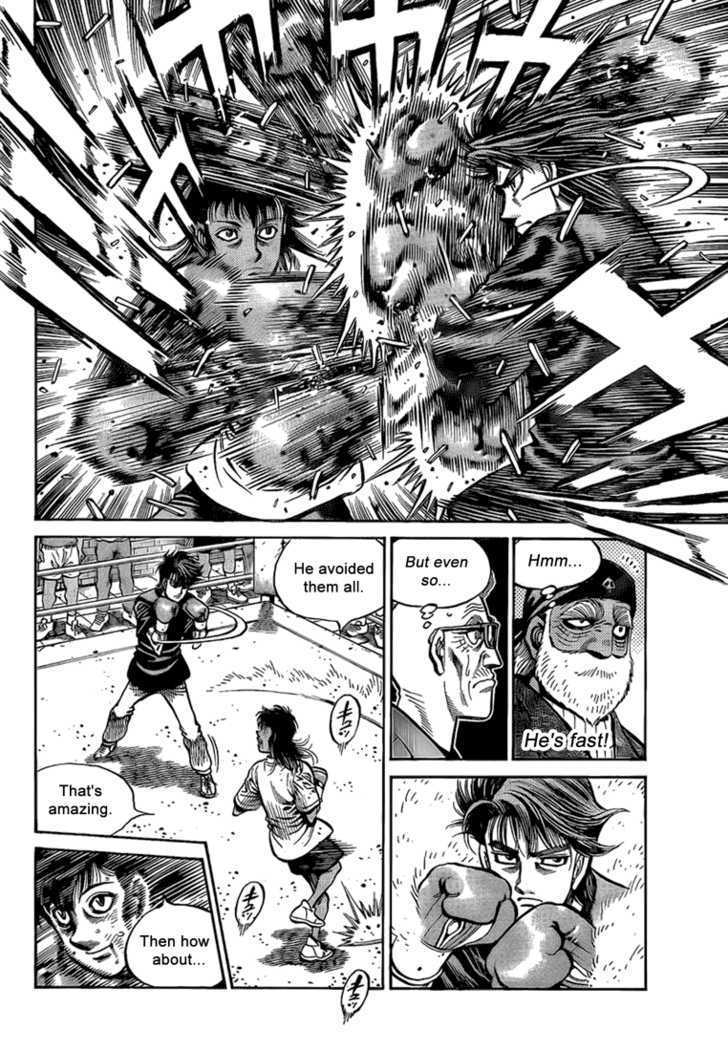 He avoided
them all.
But even
so...
Hmm...
He's fast!
That's
amazing.
Then how
about...